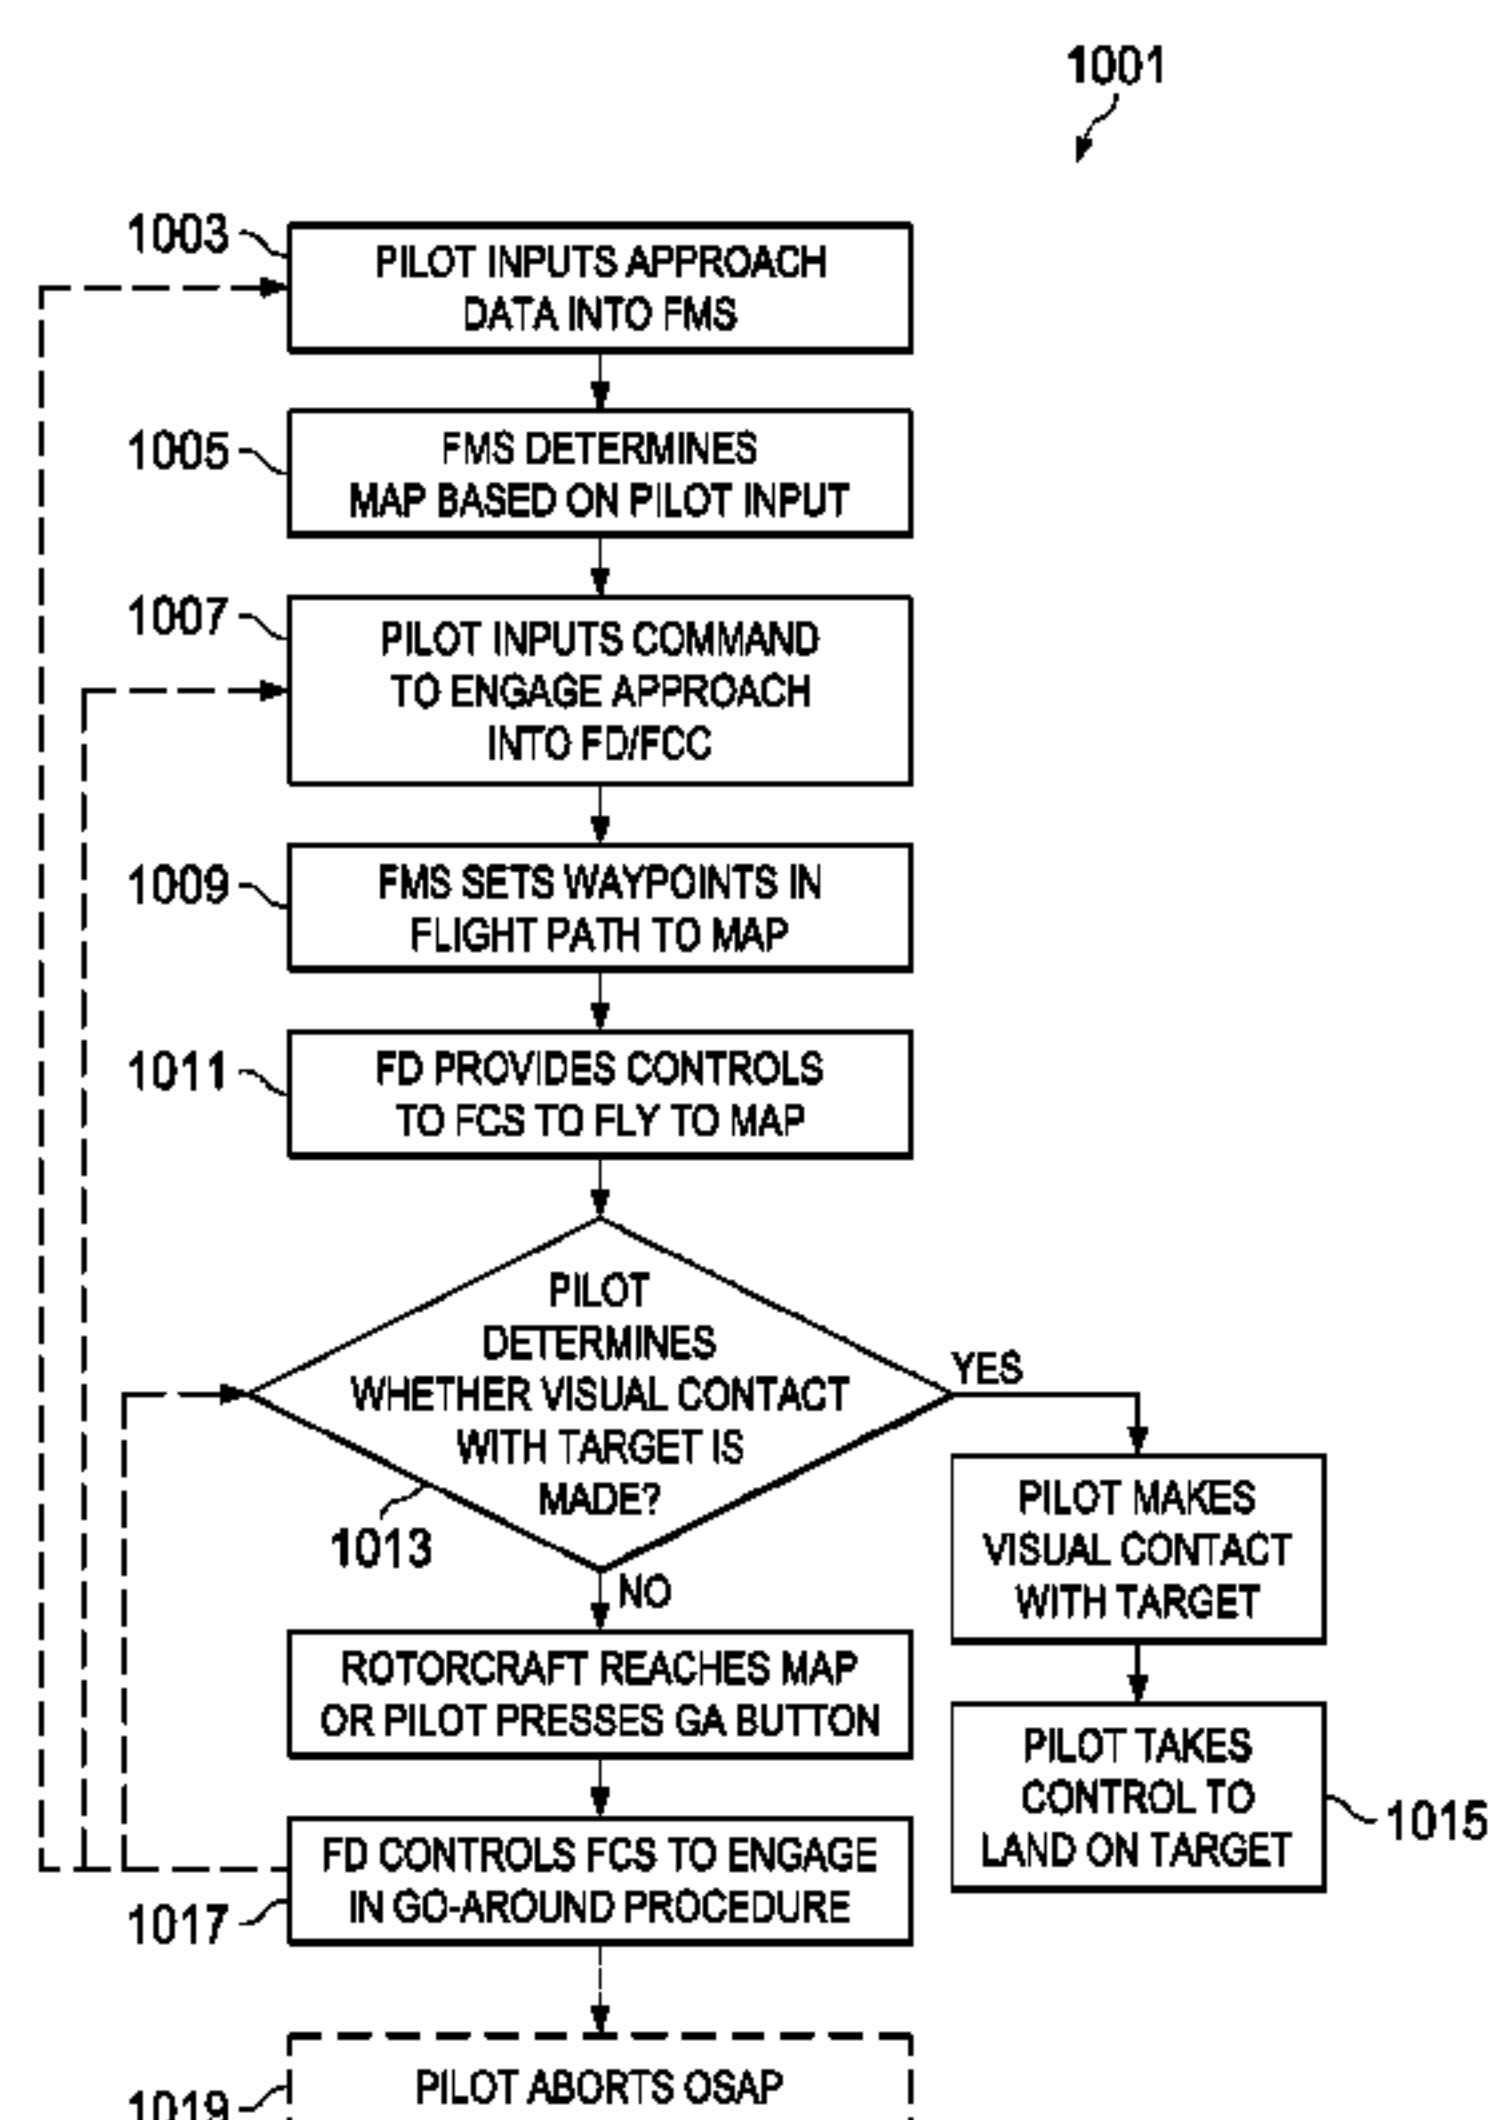 1001
1003
PILOT INPUTS APPROACH
DATA INTO FMS
1005
FMS DETERMINES
MAP BASED ON PILOT INPUT
1007
PILOT INPUTS COMMAND
TO ENGAGE APPROACH
INTO FD/FCC
1009
FMS SETS WAYPOINTS IN
FLIGHT PATH TO MAP
1011
FD PROVIDES CONTROLS
TO FCS TO FLY TO MAP
PILOT
DETERMINES
WHETHER VISUAL CONTACT
WITH TARGET IS
MADE?
1013
YES
PILOT MAKES
VISUAL CONTACT
WITH TARGET
NO
ROTORCRAFT REACHES MAP
OR PILOT PRESSES GA BUTTON
PILOT TAKES
CONTROL TO
LAND ON TARGET
1015
FD CONTROLS FCS TO ENGAGE
IN GO-AROUND PROCEDURE
1017
PILOT ABORTS OSAP
1019